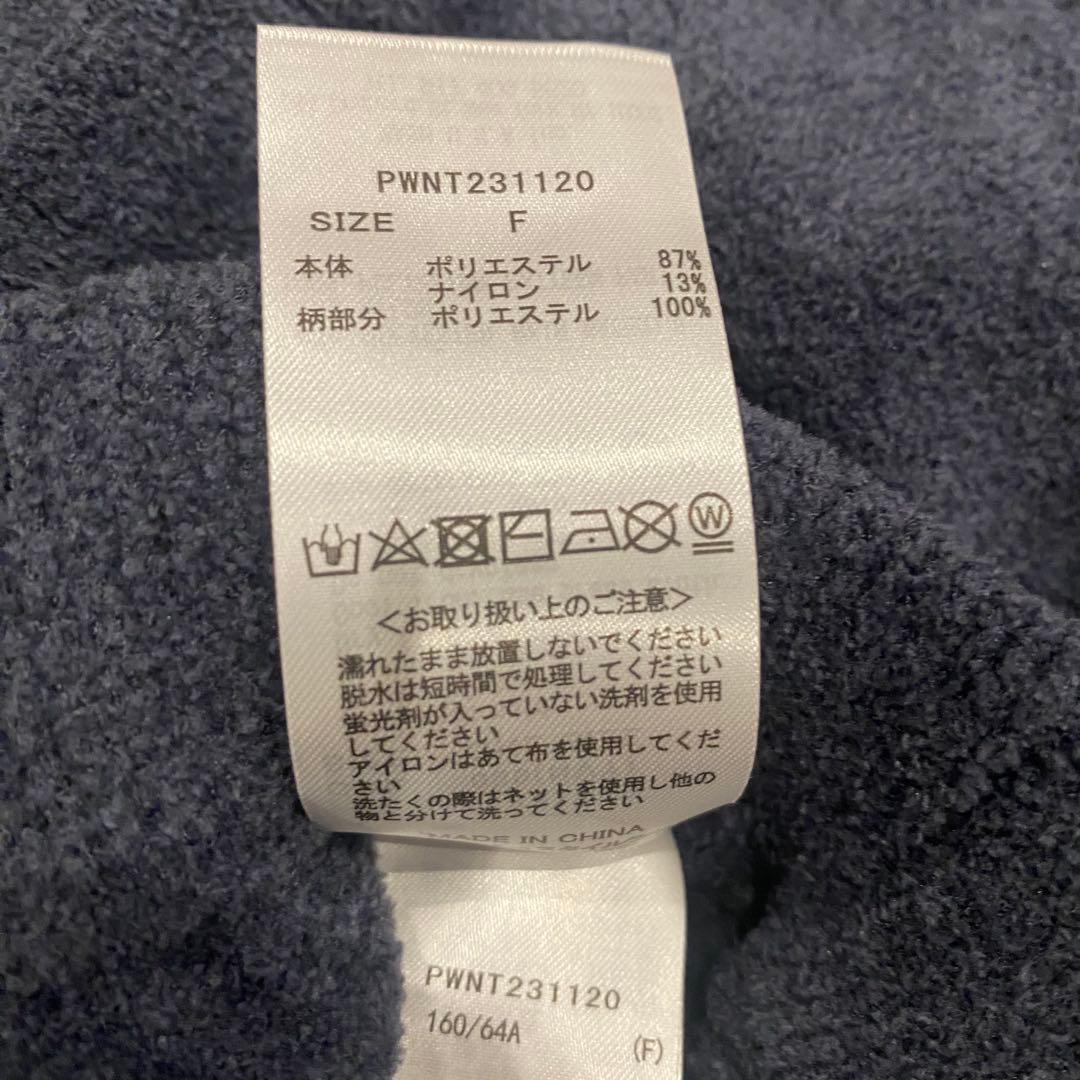 PWNT231120
SIZE F
本体 ポリエステル 87%
ナイロン 13%
柄部分 ポリエステル 100%
W
<お取り扱い上のご注意>
濡れたまま放置しないでください
脱水は短時間で処理してください
蛍光剤が入っていない洗剤を使用
してください
アイロンはあて布を使用してくだ
さい
洗たくの際はネットを使用し他の
物と分けて洗ってください
MADE IN CHINA
PWNT231120
160/64A
(F)